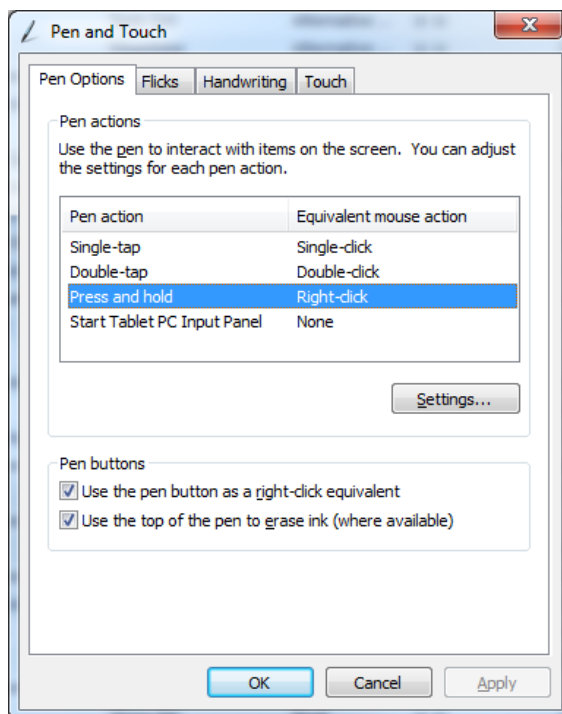 Pen and Touch
Pen Options Flicks Handwriting Touch
Pen actions
Use the pen to interact with items on the screen. You can adjust
the settings for each pen action.
Pen action Equivalent mouse action
Single-tap Single-click
Double-tap Double-click
Press and hold Right-click
Start Tablet PC Input Panel None
Settings...
Pen buttons
Use the pen button as a right-click equivalent
Use the top of the pen to erase ink (where available)
OK Cancel Apply